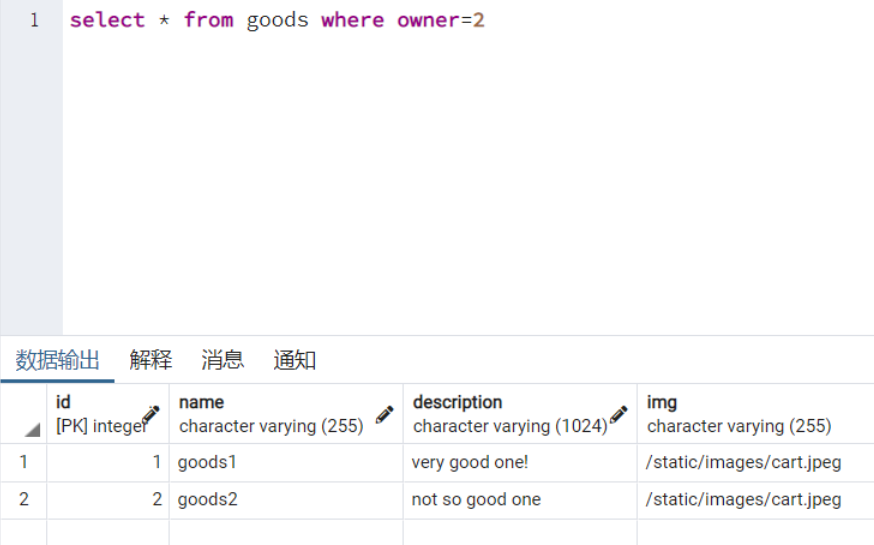 1 select * from goods where owner=2
数据输出 解释 消息 通知
id name description img
[PK] integer character varying (255) character varying (1024) character varying (255)
1 1 goods1 very good one! /static/images/cart.jpeg
2 2 goods2 not so good one /static/images/cart.jpeg